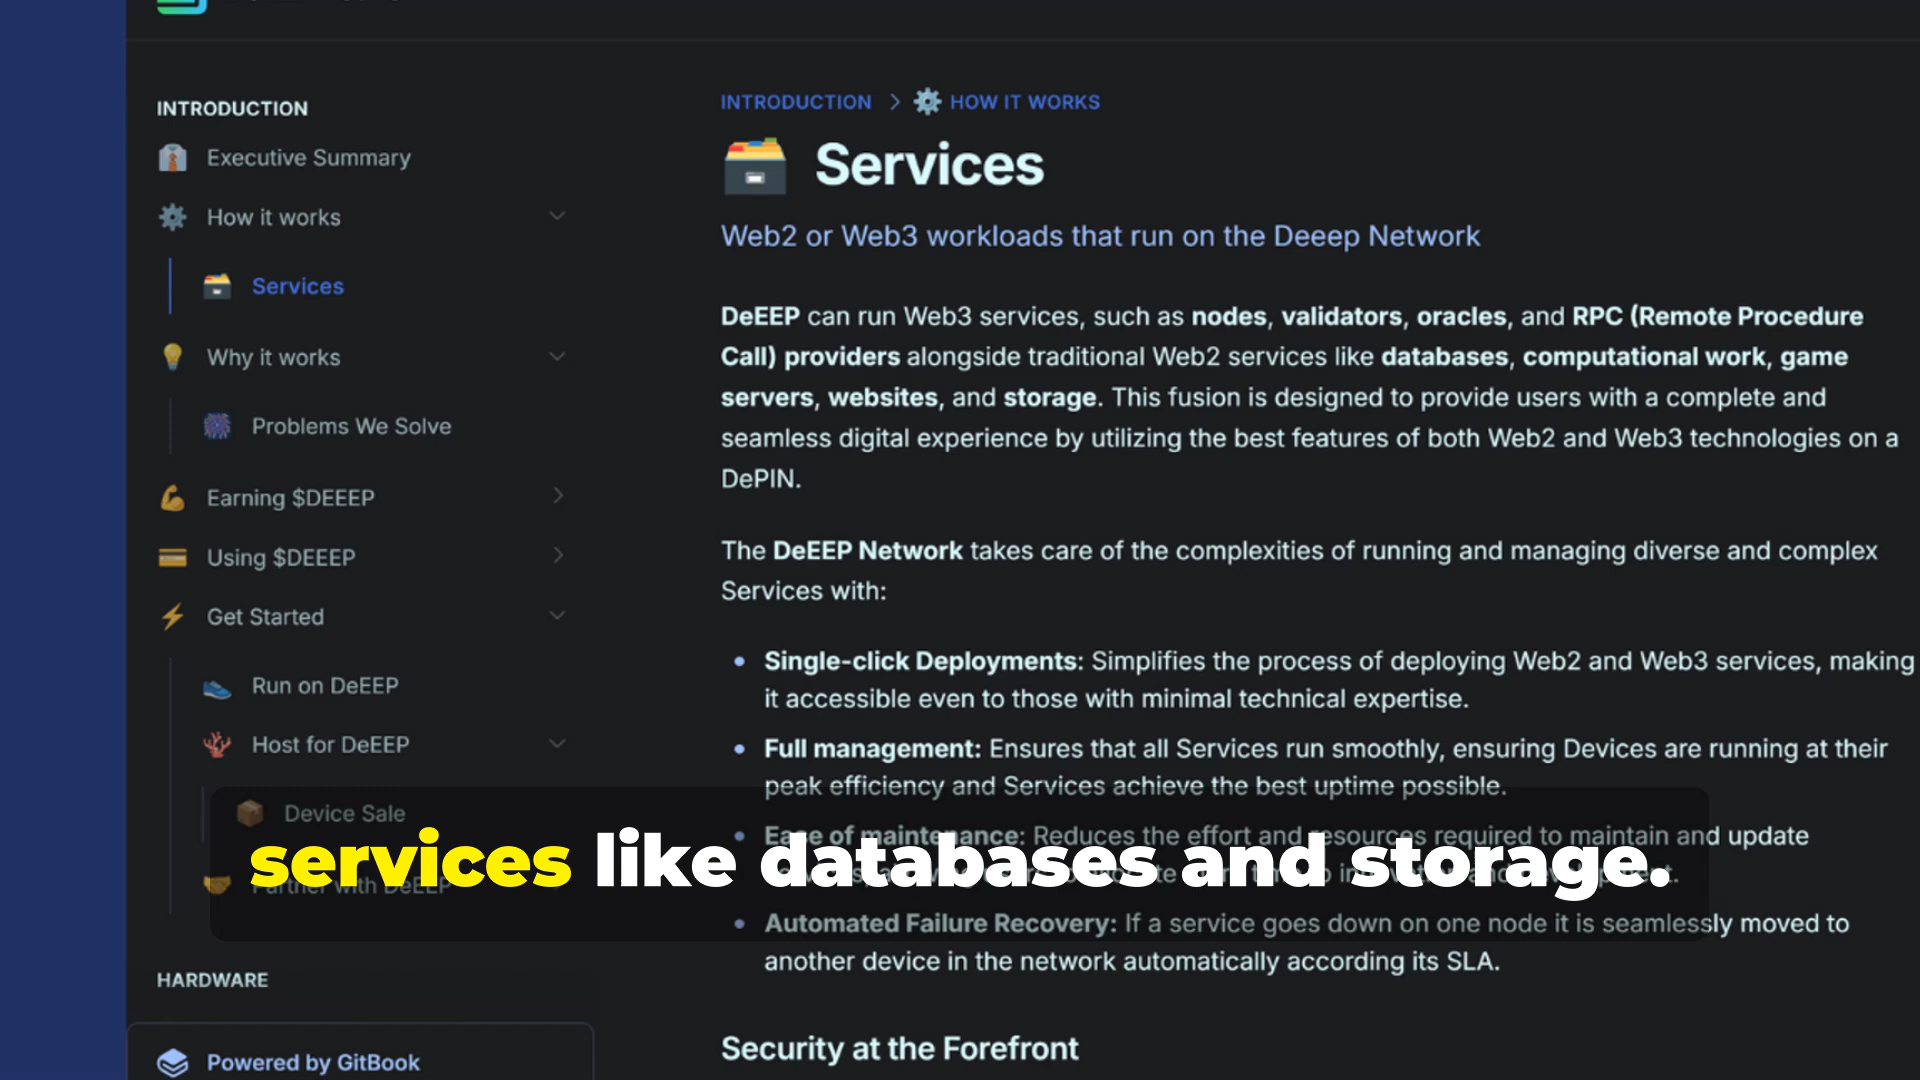 INTRODUCTION
Executive Summary
How it works
Services
Why it works
Problems We Solve
Earning $DEEEP
Using $DEEEP
Get Started
Run on DeEEP
Host for DeEEP
Device Sale
Partner with DeEEP
HARDWARE
Powered by GitBook
INTRODUCTION > HOW IT WORKS
Services
Web2 or Web3 workloads that run on the Deeep Network
DeEEP can run Web3 services, such as nodes, validators, oracles, and RPC (Remote Procedure
Call) providers alongside traditional Web2 services like databases, computational work, game
servers, websites, and storage. This fusion is designed to provide users with a complete and
seamless digital experience by utilizing the best features of both Web2 and Web3 technologies on a
DePIN.
The DeEEP Network takes care of the complexities of running and managing diverse and complex
Services with:
Single-click Deployments: Simplifies the process of deploying Web2 and Web3 services, making
it accessible even to those with minimal technical expertise.
Full management: Ensures that all Services run smoothly, ensuring Devices are running at their
peak efficiency and Services achieve the best uptime possible.
Ease of maintenance: Reduces the effort and resources required to maintain and update
Automated Failure Recovery: If a service goes down on one node it is seamlessly moved to
another device in the network automatically according its SLA.
Security at the Forefront
services like databases and storage.